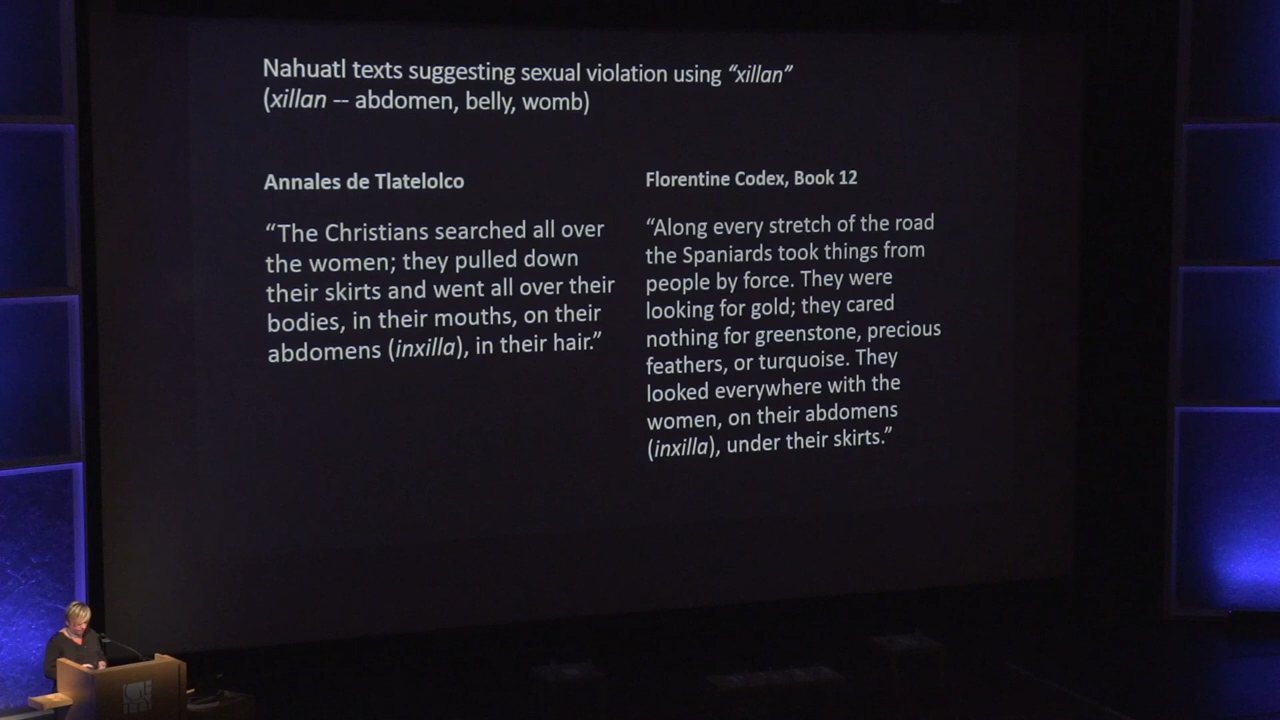 Nahuatl texts suggesting sexual violation using “xillan”
(xillan -- abdomen, belly, womb)
Annales de Tlatelolco
“The Christians searched all over
the women; they pulled down
their skirts and went all over their
bodies, in their mouths, on their
abdomens (inxilla), in their hair.”
Florentine Codex, Book 12
“Along every stretch of the road
the Spaniards took things from
people by force. They were
looking for gold; they cared
nothing for greenstone, precious
feathers, or turquoise. They
looked everywhere with the
women, on their abdomens
(inxilla), under their skirts.”